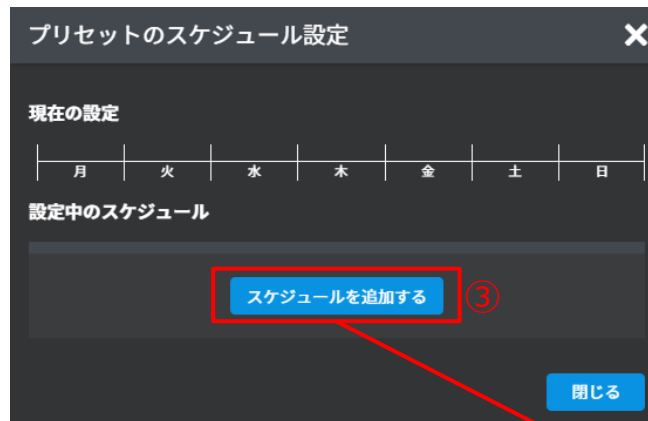 プリセットのスケジュール設定
現在の設定
月 火 水 木 金 土 日
設定中のスケジュール
スケジュールを追加する ③
閉じる